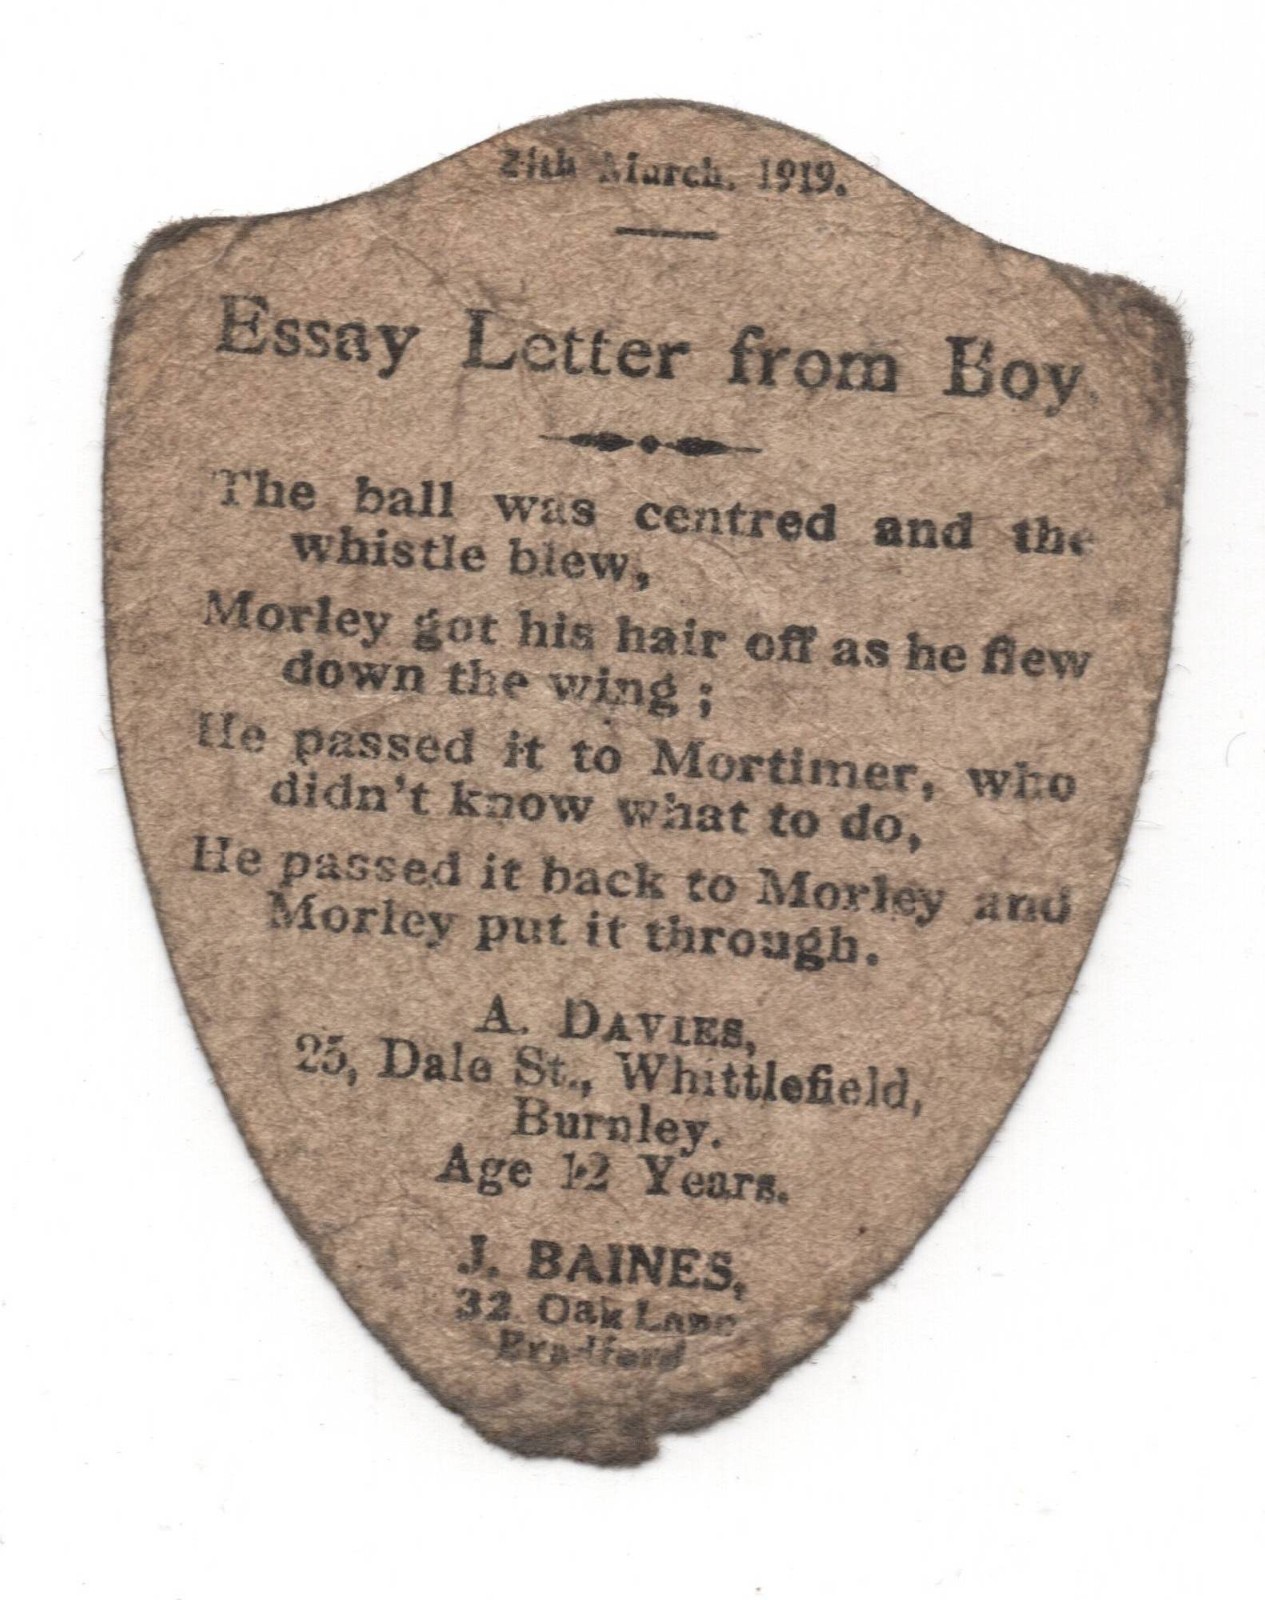 24th March, 1919.
Essay Letter from Boy.
The ball was centred and the
whistle blew,
Morley got his hair off as he flew
down the wing ;
He passed it to Mortimer, who
didn't know what to do,
He passed it back to Morley and
Morley put it through.
A. DAVIES,
25, Dale St., Whittlefield,
Burnley.
Age 12 Years.
J. BAINES,
32 Oak Lane
Bradford